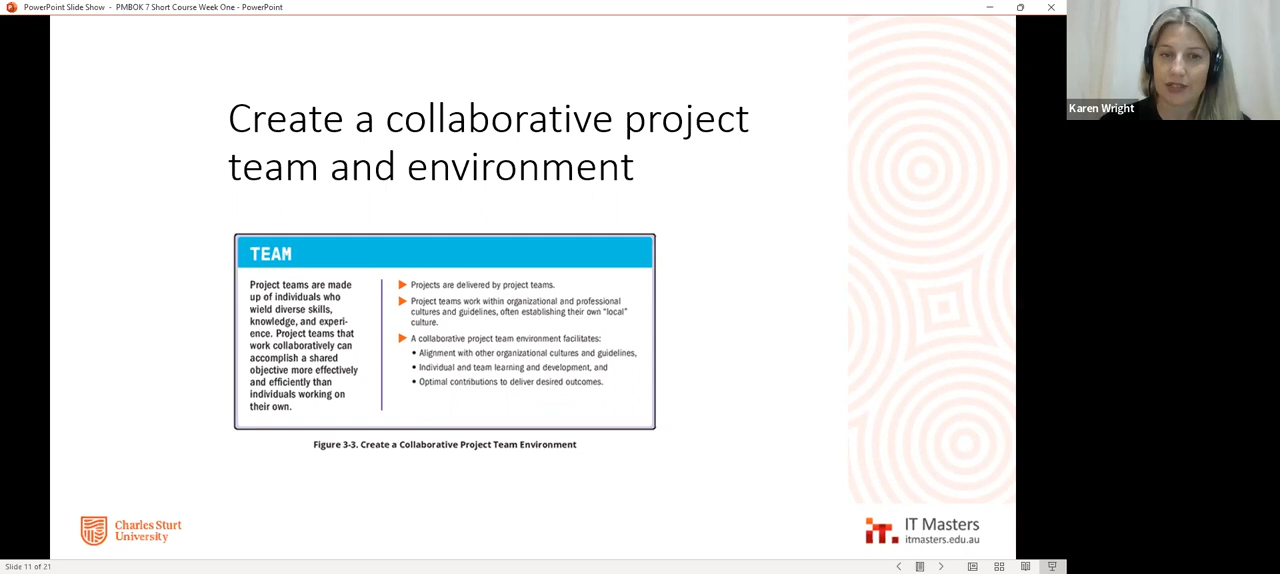 PowerPoint Slide Show - PMBOK 7 Short Course Week One - PowerPoint
Karen Wright
Create a collaborative project
team and environment
TEAM
Project teams are made
up of individuals who
wield diverse skills,
knowledge, and experi-
ence. Project teams that
work collaboratively can
accomplish a shared
objective more effectively
and efficiently than
individuals working on
their own.
Projects are delivered by project teams.
Project teams work within organizational and professional
cultures and guidelines, often establishing their own "local"
culture.
A collaborative project team environment facilitates:
• Alignment with other organizational cultures and guidelines,
• Individual and team learning and development, and
• Optimal contributions to deliver desired outcomes.
Figure 3-3. Create a Collaborative Project Team Environment
Charles Sturt
University
IT Masters
itmasters.edu.au
Slide 11 of 21